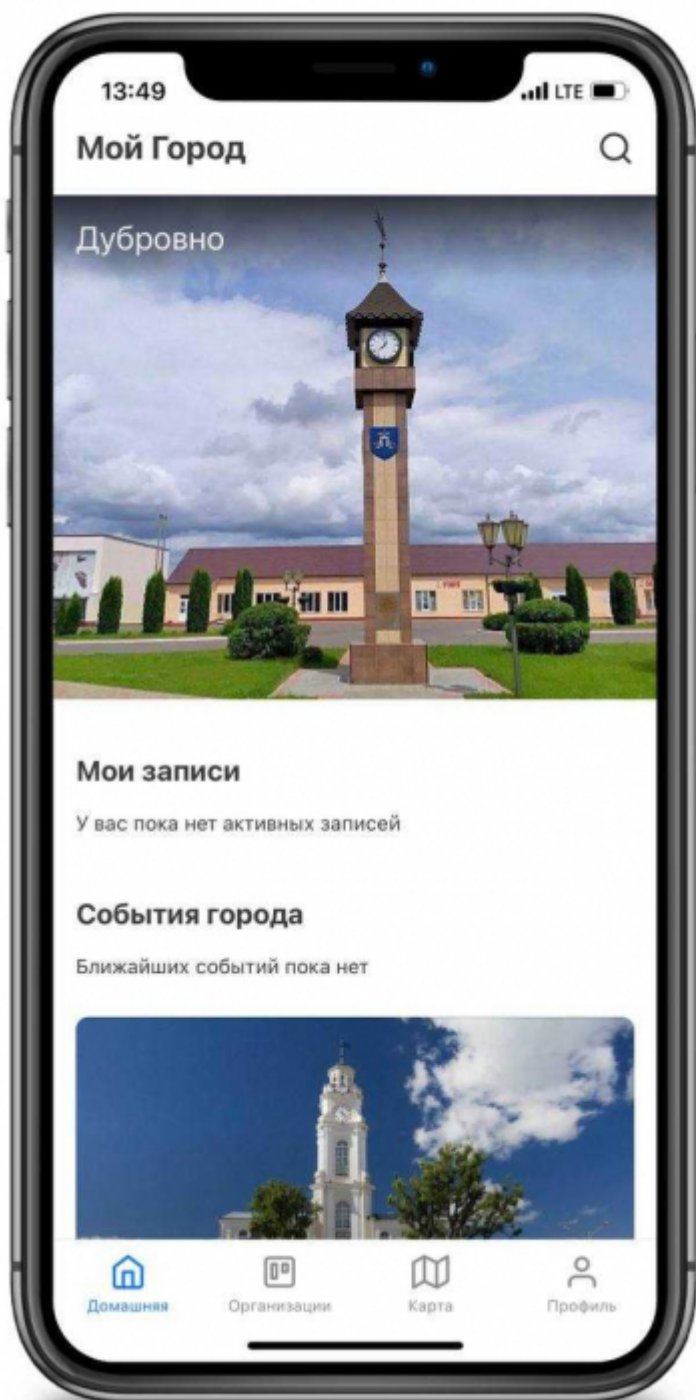 13:49
LTE
Мой Город
Дубровно
Мои записи
У вас пока нет активных записей
События города
Ближайших событий пока нет
Домашняя
Организации
Карта
Профиль